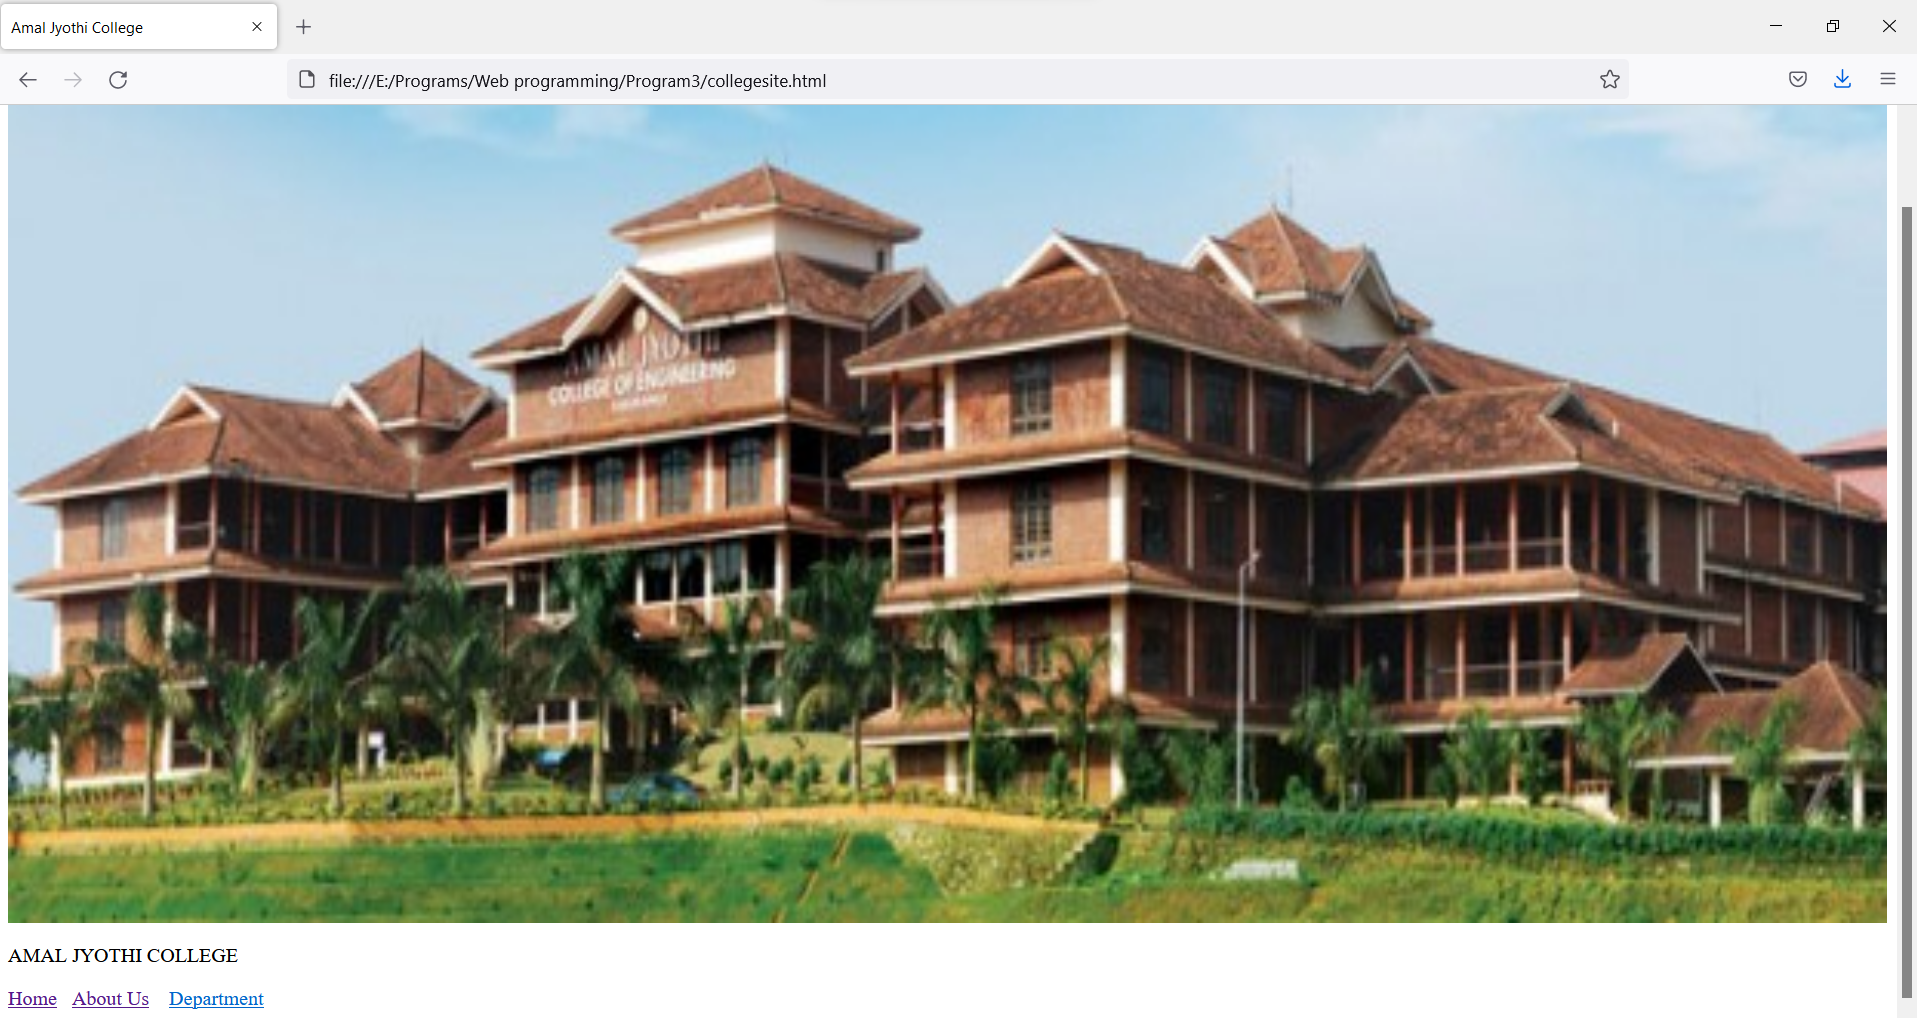 Amal Jyothi College
file:///E:/Programs/Web programming/Program3/collegesite.html
AMAL JYOTHI
COLLEGE OF ENGINEERING
AMAL JYOTHI COLLEGE
Home About Us Department